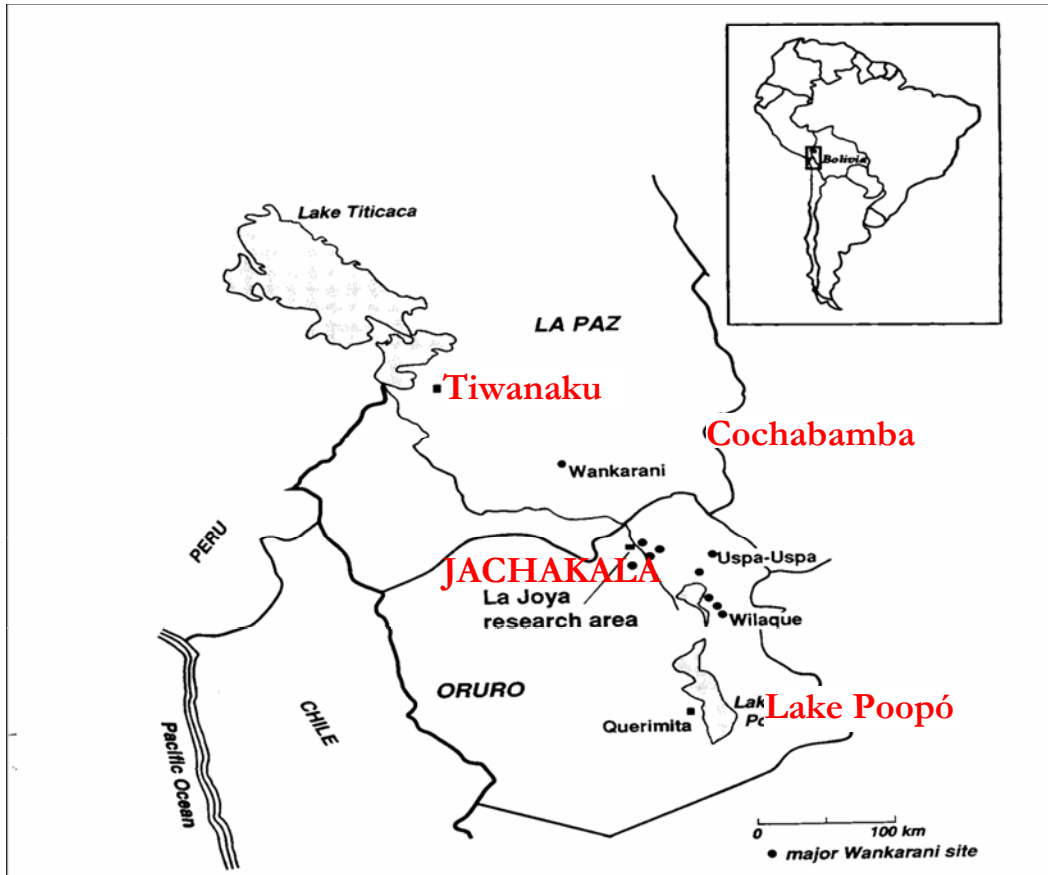 Bolivia
Lake Titicaca
LA PAZ
Tiwanaku
Cochabamba
Wankarani
PERU
Uspa-Uspa
JACHAKALA
La Joya
research area
Wilaque
ORURO
CHILE
Lake Poopó
Querimita
Pacific Ocean
0 100 km
major Wankarani site